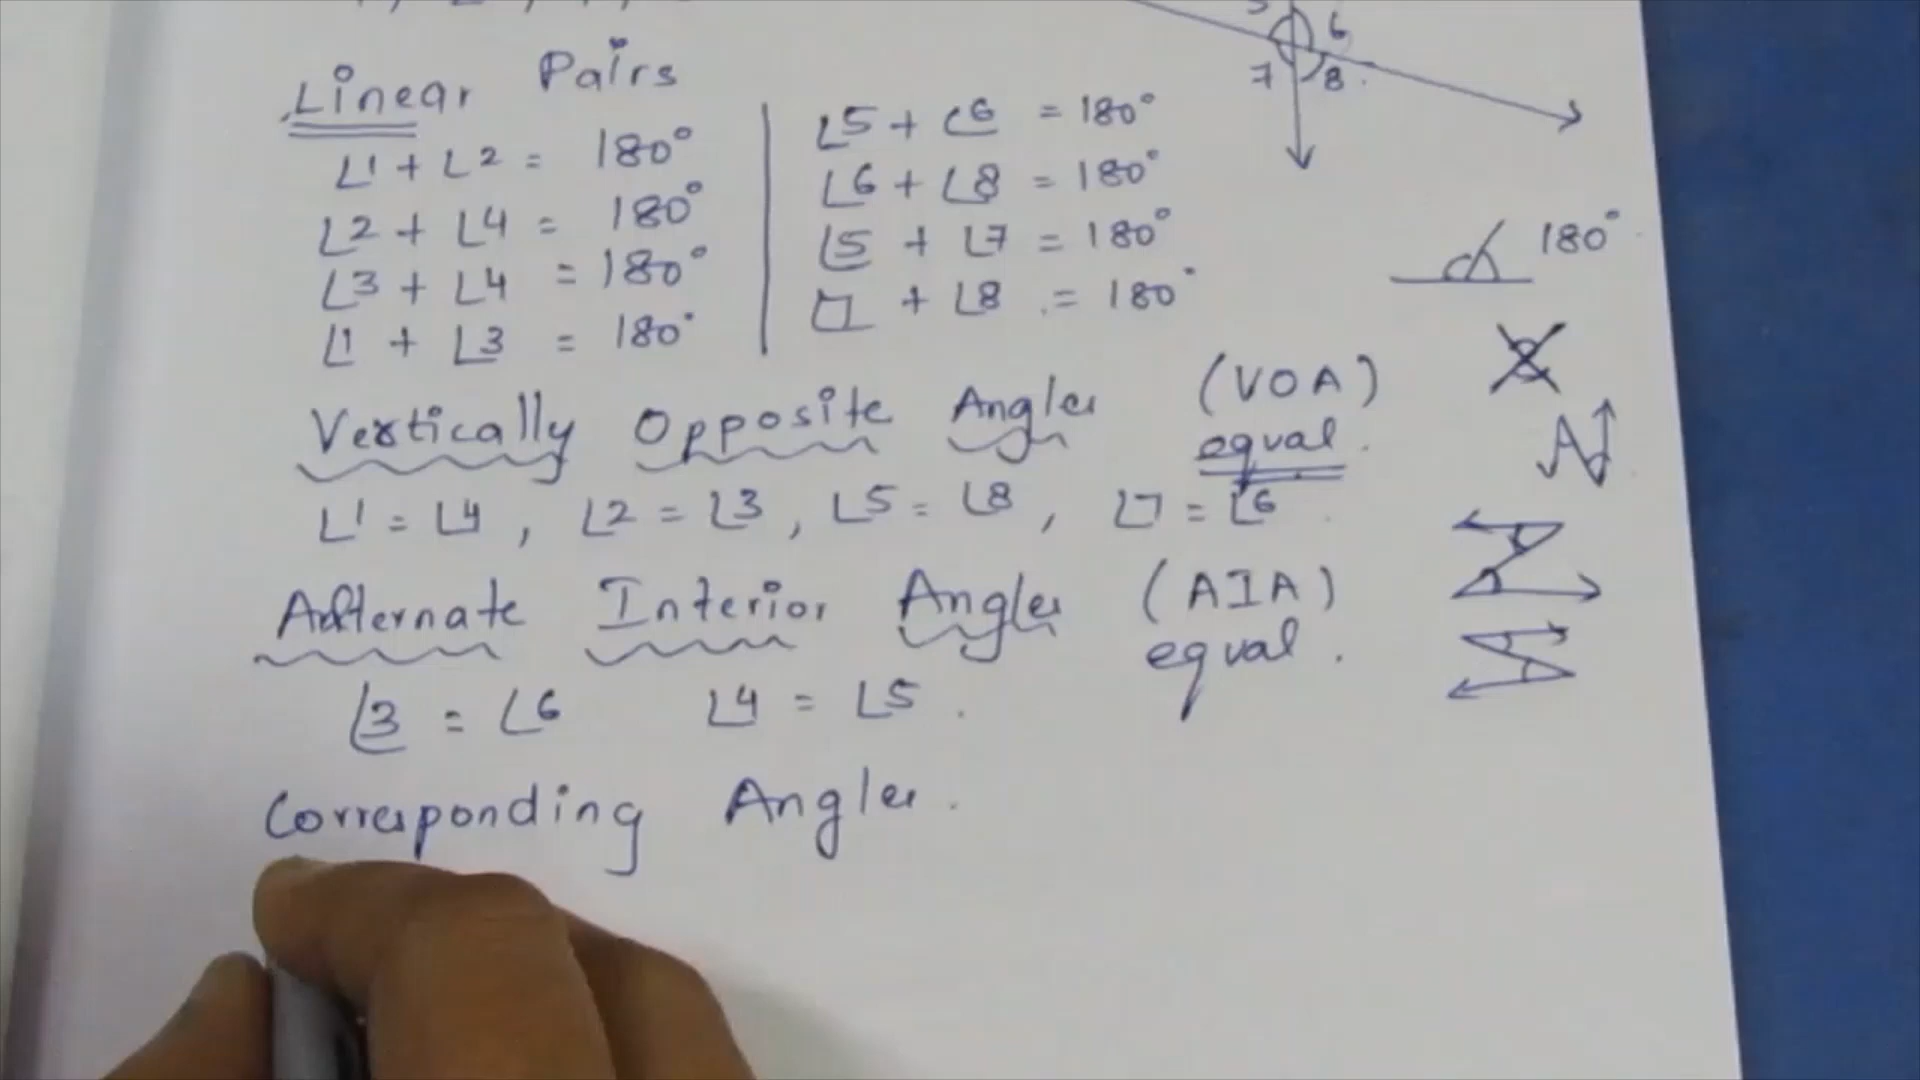 5 6
7 8
Linear Pairs
∠1 + ∠2 = 180°
∠2 + ∠4 = 180°
∠3 + ∠4 = 180°
∠1 + ∠3 = 180°
∠5 + ∠6 = 180°
∠6 + ∠8 = 180°
∠5 + ∠7 = 180°
∠7 + ∠8 = 180°
180°
Vertically Opposite Angles (VOA)
equal.
∠1 = ∠4, ∠2 = ∠3, ∠5 = ∠8, ∠7 = ∠6
Alternate Interior Angles (AIA)
equal.
∠3 = ∠6 ∠4 = ∠5.
Corresponding Angles.